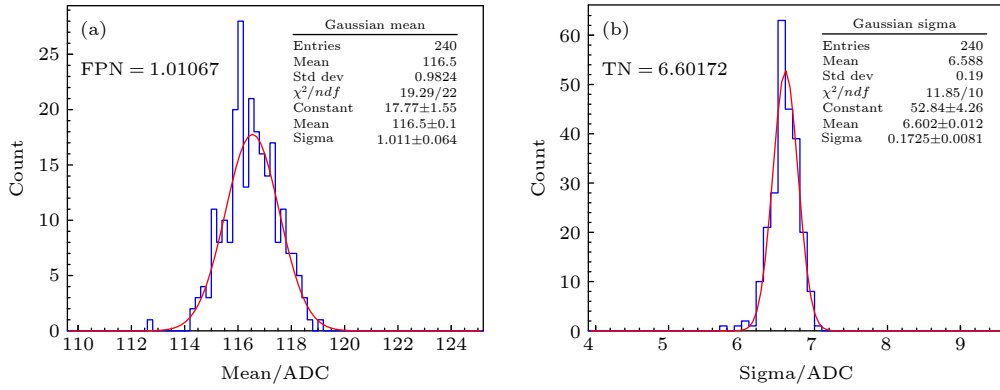 (a)
FPN = 1.01067
Gaussian mean
Entries 240
Mean 116.5
Std dev 0.9824
χ²/ndf 19.29/22
Constant 17.77±1.55
Mean 116.5±0.1
Sigma 1.011±0.064
Count
25
20
15
10
5
0
110 112 114 116 118 120 122 124
Mean/ADC
(b)
TN = 6.60172
Gaussian sigma
Entries 240
Mean 6.588
Std dev 0.19
χ²/ndf 11.85/10
Constant 52.84±4.26
Mean 6.602±0.012
Sigma 0.1725±0.0081
Count
60
50
40
30
20
10
0
4 5 6 7 8 9
Sigma/ADC